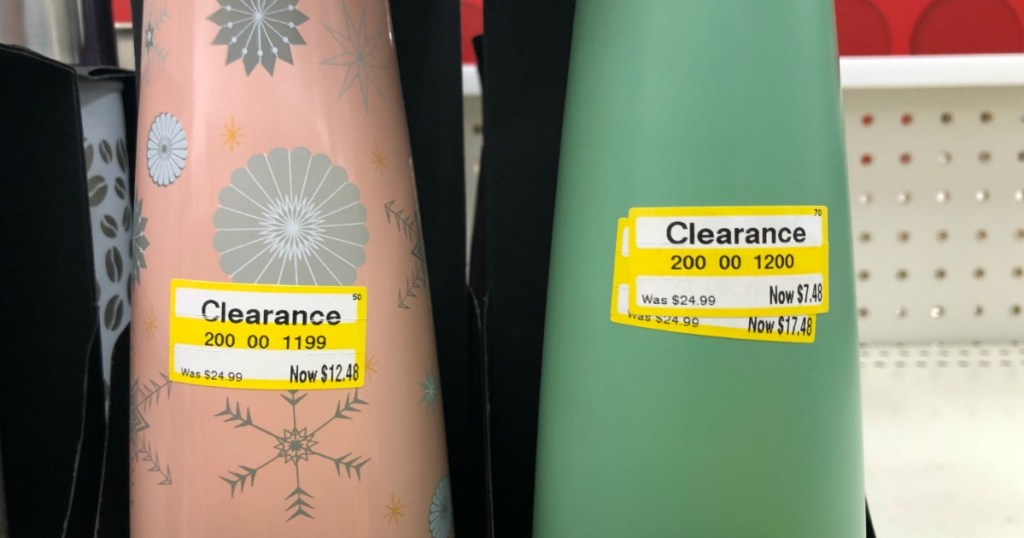 50
Clearance
200 00 1199
Was $24.99 Now $12.48
70
Clearance
200 00 1200
Was $24.99 Now $7.48
Was $24.99 Now $17.48